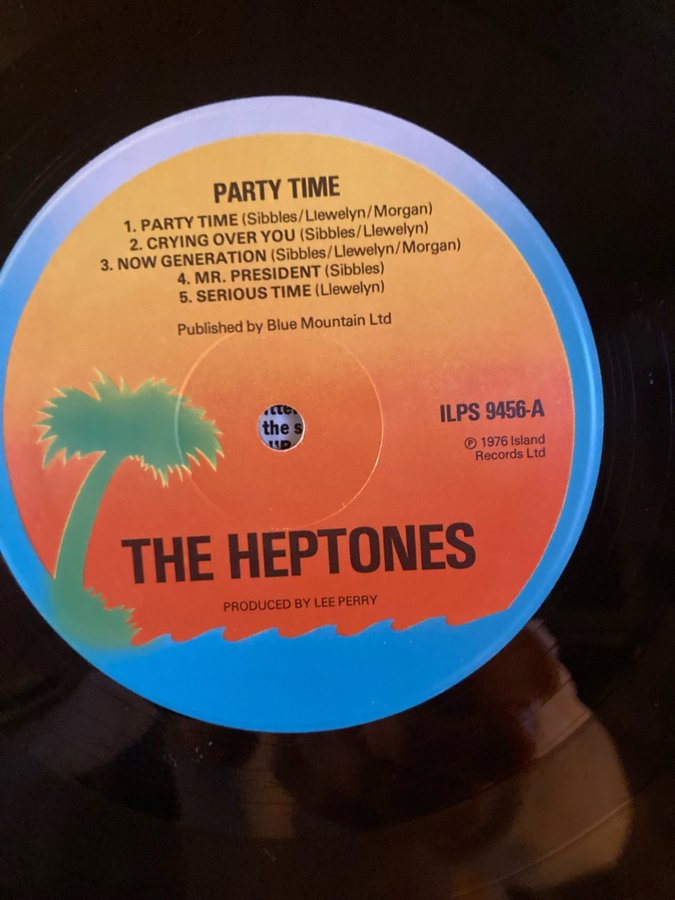 PARTY TIME
1. PARTY TIME (Sibbles/Llewelyn/Morgan)
2. CRYING OVER YOU (Sibbles/Llewelyn)
3. NOW GENERATION (Sibbles/Llewelyn/Morgan)
4. MR. PRESIDENT (Sibbles)
5. SERIOUS TIME (Llewelyn)
Published by Blue Mountain Ltd
the s
ILPS 9456-A
℗ 1976 Island
Records Ltd
THE HEPTONES
PRODUCED BY LEE PERRY